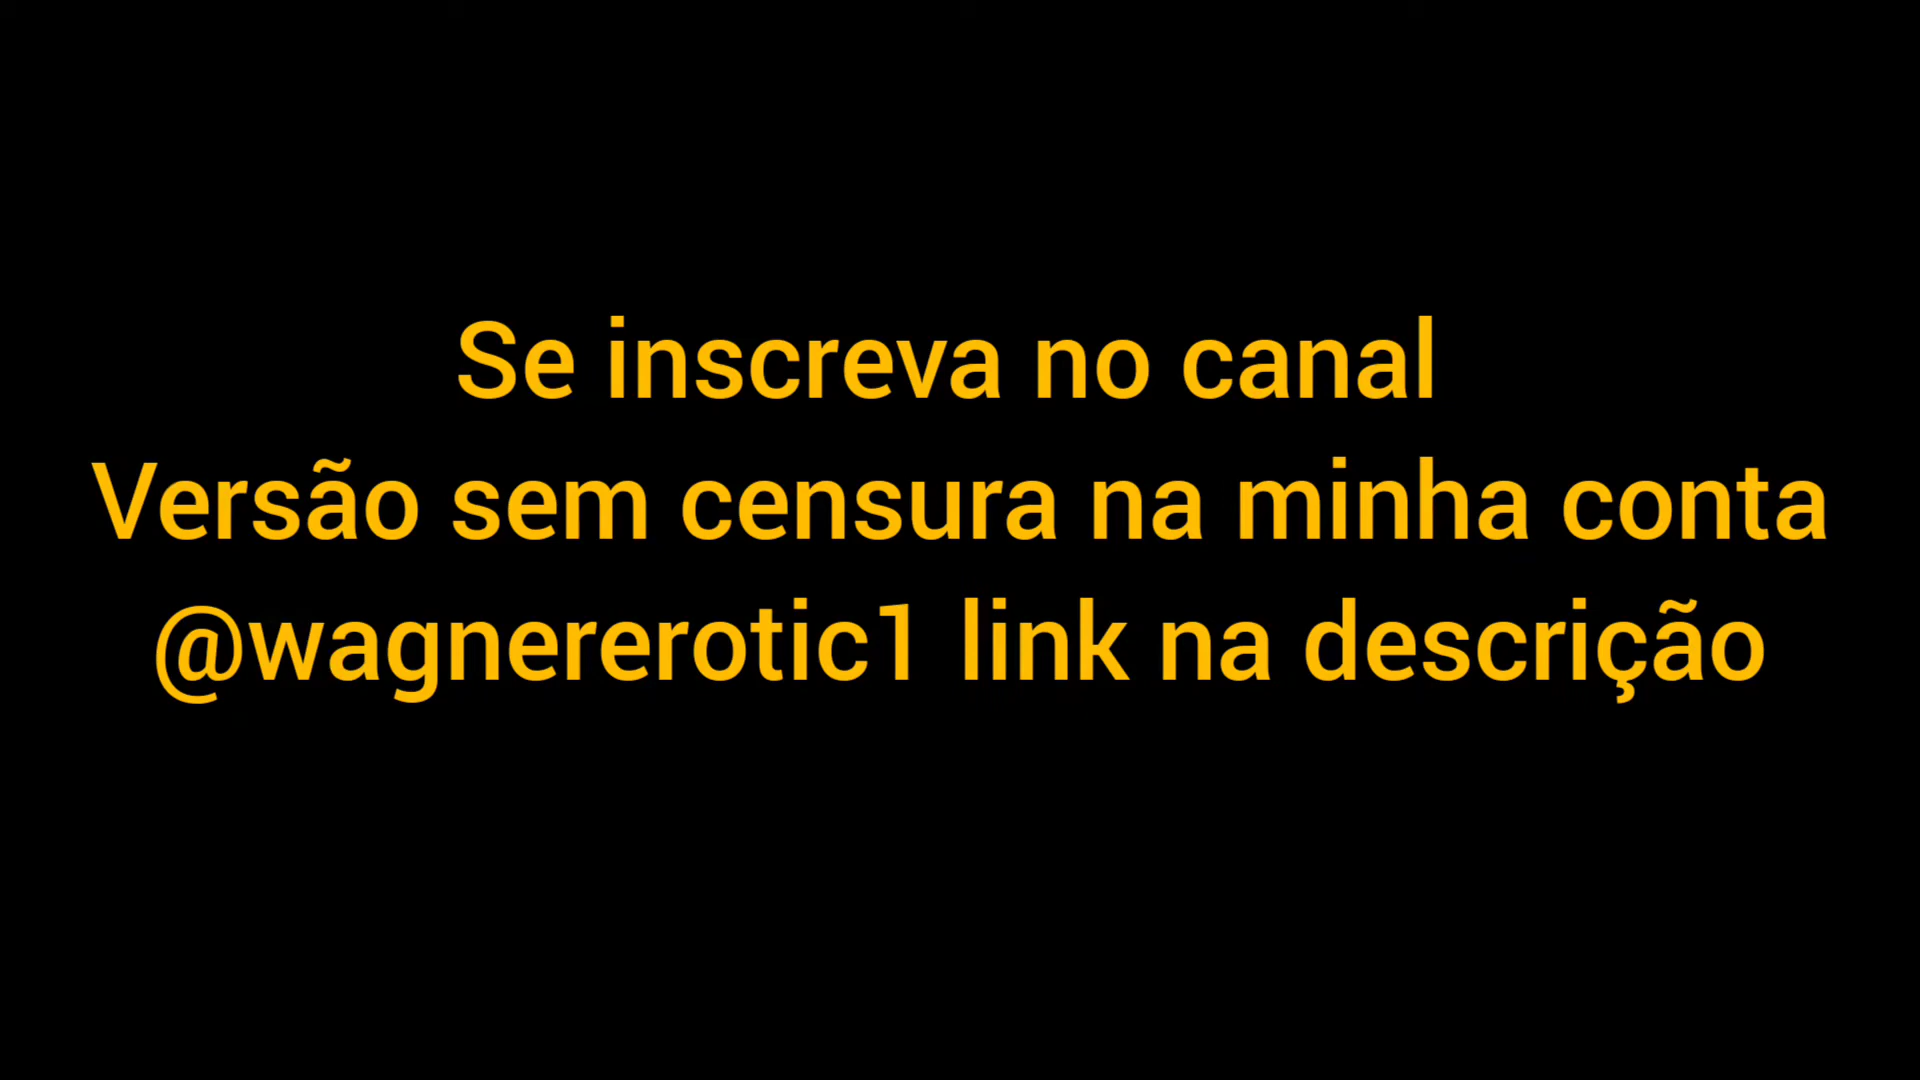 Se inscreva no canal
Versão sem censura na minha conta
@wagnererotic1 link na descrição